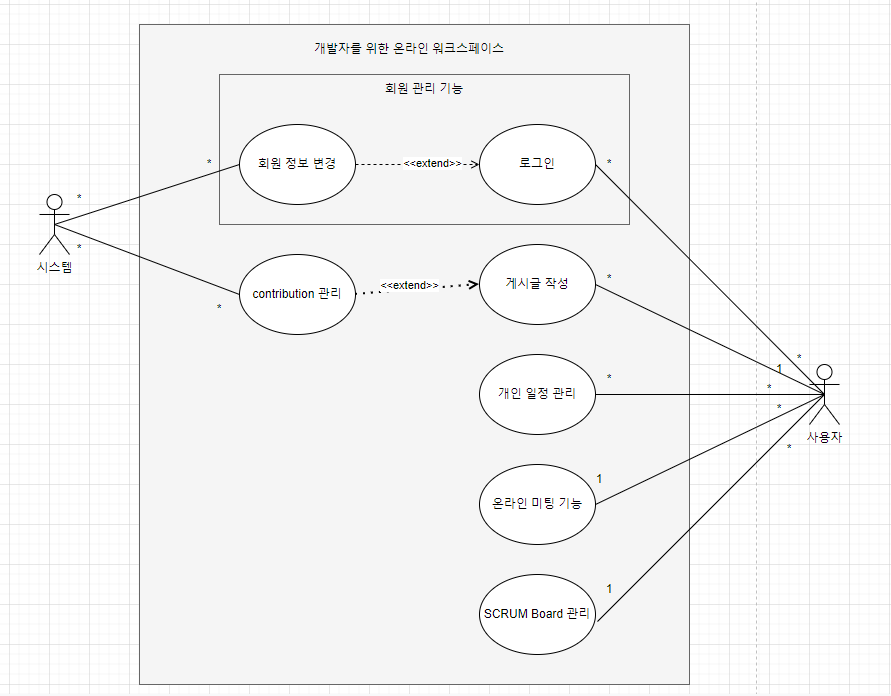 개발자를 위한 온라인 워크스페이스
회원 관리 기능
회원 정보 변경
<<extend>>
로그인
*
*
*
*
시스템
*
contribution 관리
<<extend>>
게시글 작성
*
*
1
개인 일정 관리
*
*
*
*
사용자
온라인 미팅 기능
1
SCRUM Board 관리
1